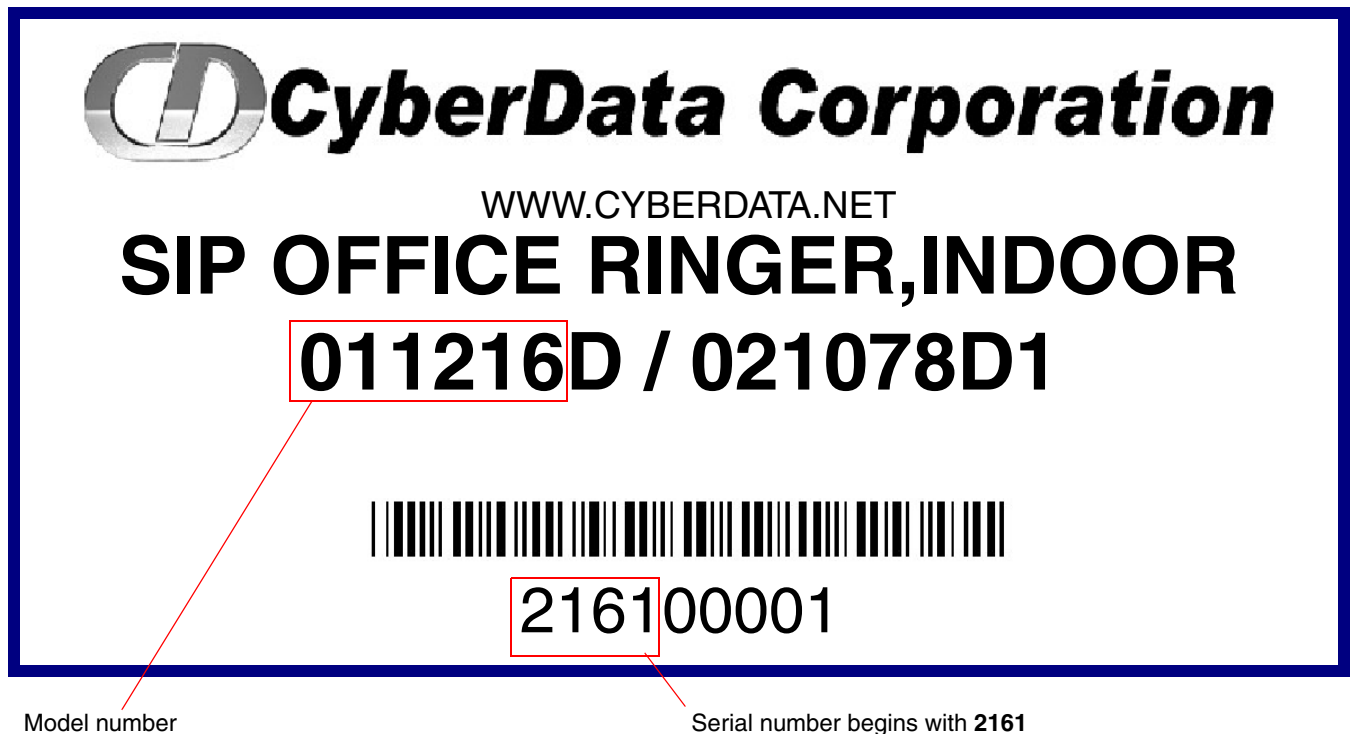 CyberData Corporation
WWW.CYBERDATA.NET
SIP OFFICE RINGER,INDOOR
011216D / 021078D1
216100001
Model number
Serial number begins with 2161